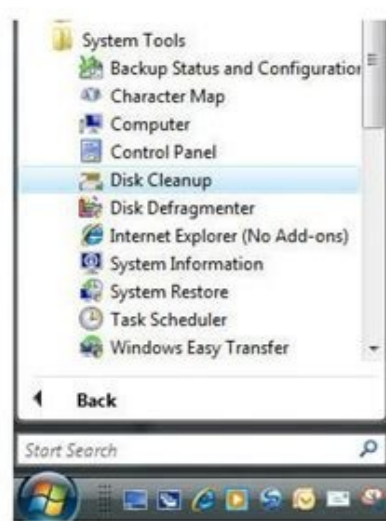 System Tools
Backup Status and Configuration
Character Map
Computer
Control Panel
Disk Cleanup
Disk Defragmenter
Internet Explorer (No Add-ons)
System Information
System Restore
Task Scheduler
Windows Easy Transfer
Back
Start Search